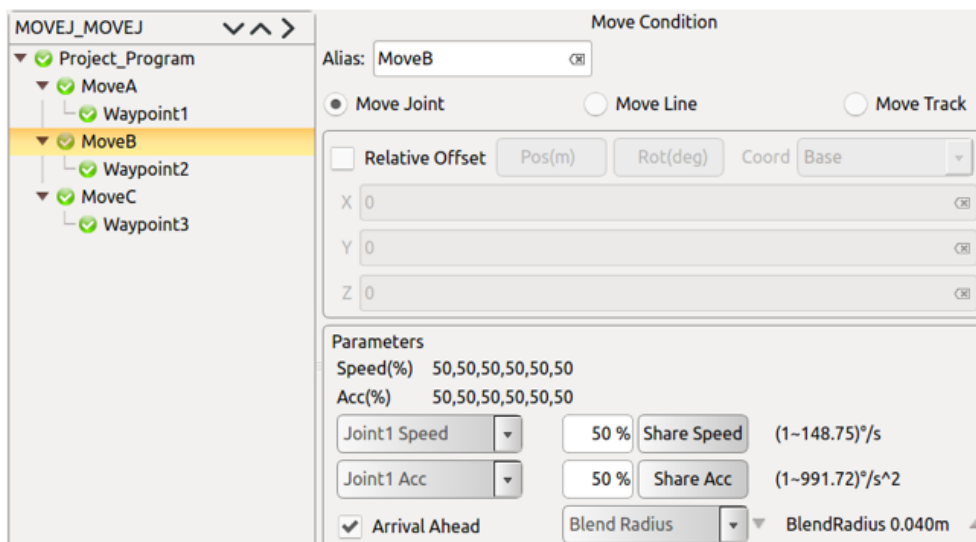 MOVEJ_MOVEJ
Project_Program
MoveA
Waypoint1
MoveB
Waypoint2
MoveC
Waypoint3
Move Condition
Alias: MoveB
Move Joint Move Line Move Track
Relative Offset Pos(m) Rot(deg) Coord Base
X 0
Y 0
Z 0
Parameters
Speed(%) 50,50,50,50,50,50
Acc(%) 50,50,50,50,50,50
Joint1 Speed 50 % Share Speed (1~148.75)°/s
Joint1 Acc 50 % Share Acc (1~991.72)°/s^2
Arrival Ahead Blend Radius BlendRadius 0.040m